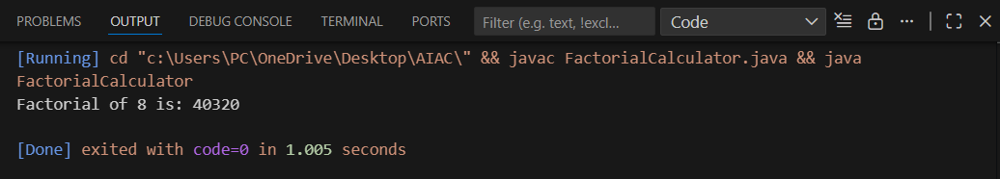 PROBLEMS OUTPUT DEBUG CONSOLE TERMINAL PORTS Filter (e.g. text, !excl... Code
[Running] cd "c:\Users\PC\OneDrive\Desktop\AIAC\" && javac FactorialCalculator.java && java
FactorialCalculator
Factorial of 8 is: 40320
[Done] exited with code=0 in 1.005 seconds